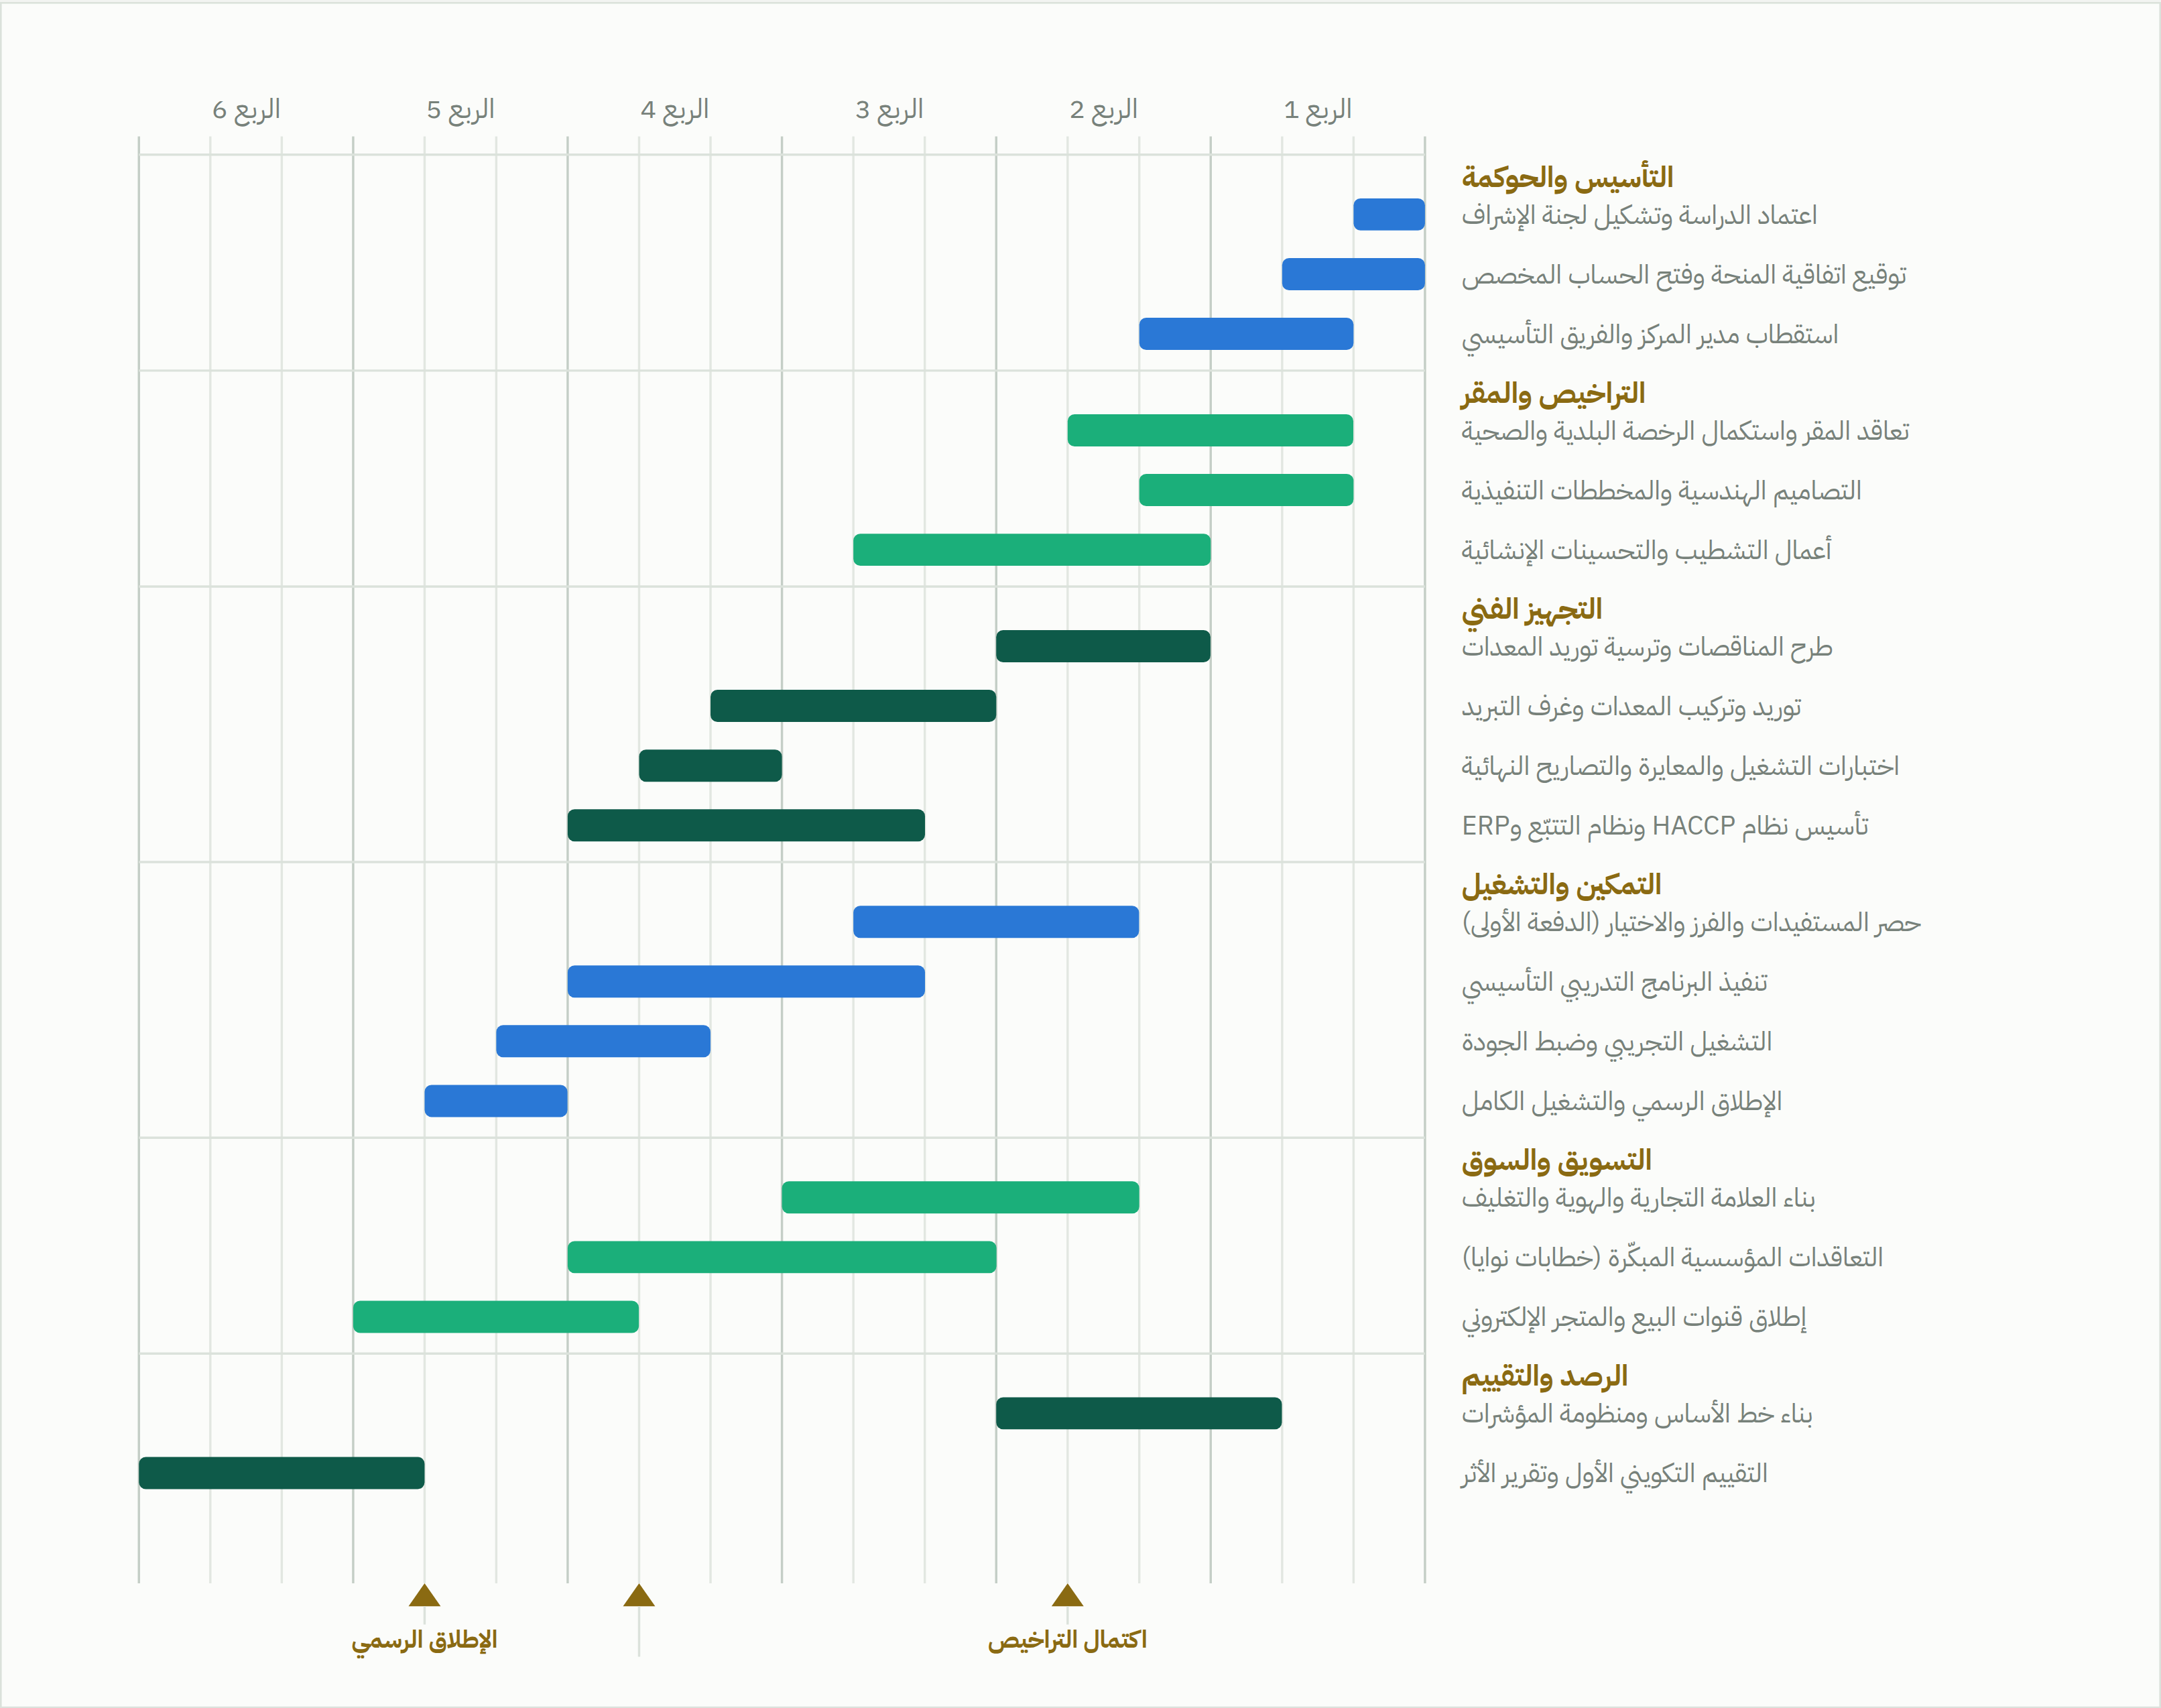 الربع 1
الربع 2
الربع 3
الربع 4
الربع 5
الربع 6
التأسيس والحوكمة
اعتماد الدراسة وتشكيل لجنة الإشراف
توقيع اتفاقية المنحة وفتح الحساب المخصص
استقطاب مدير المركز والفريق التأسيسي
التراخيص والمقر
تعاقد المقر واستكمال الرخصة البلدية والصحية
التصاميم الهندسية والمخططات التنفيذية
أعمال التشطيب والتحسينات الإنشائية
التجهيز الفني
طرح المناقصات وترسية توريد المعدات
توريد وتركيب المعدات وغرف التبريد
اختبارات التشغيل والمعايرة والتصاريح النهائية
تأسيس نظام HACCP ونظام التتبّع وERP
التمكين والتشغيل
حصر المستفيدات والفرز والاختيار (الدفعة الأولى)
تنفيذ البرنامج التدريبي التأسيسي
التشغيل التجريبي وضبط الجودة
الإطلاق الرسمي والتشغيل الكامل
التسويق والسوق
بناء العلامة التجارية والهوية والتغليف
التعاقدات المؤسسية المبكّرة (خطابات نوايا)
إطلاق قنوات البيع والمتجر الإلكتروني
الرصد والتقييم
بناء خط الأساس ومنظومة المؤشرات
التقييم التكويني الأول وتقرير الأثر
اكتمال التراخيص
الإطلاق الرسمي